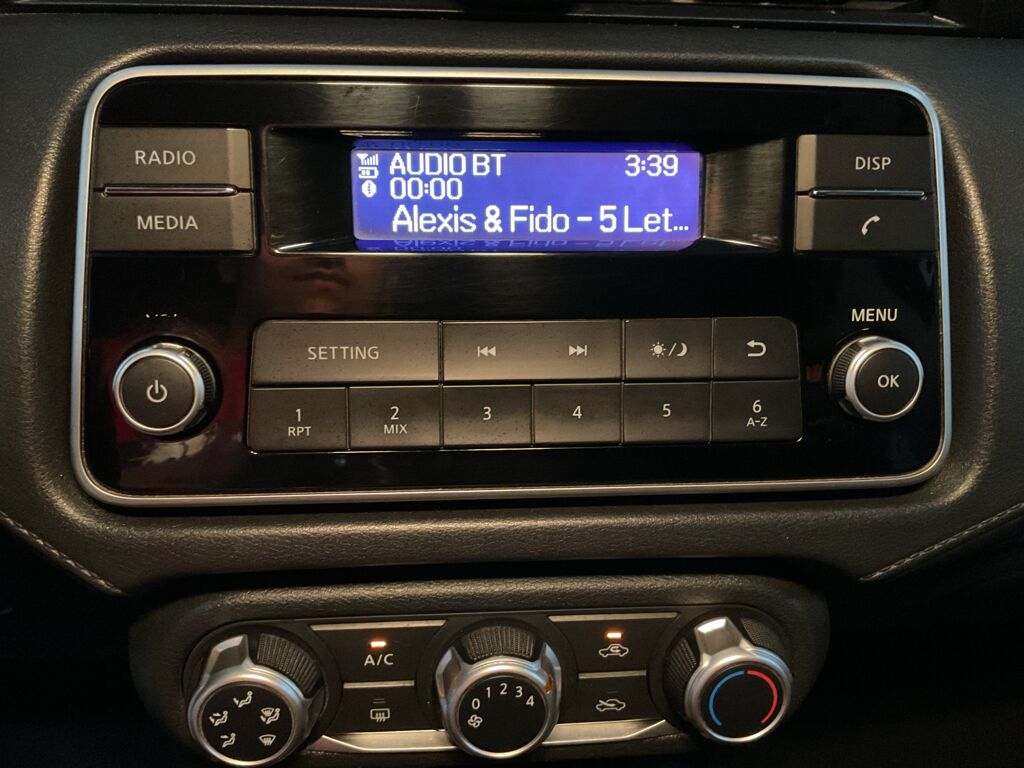 RADIO
MEDIA
AUDIO BT 3:39
00:00
Alexis & Fido - 5 Let...
DISP
MENU
SETTING
OK
1
RPT
2
MIX
3
4
5
6
A-Z
A/C
0 1 2 3 4